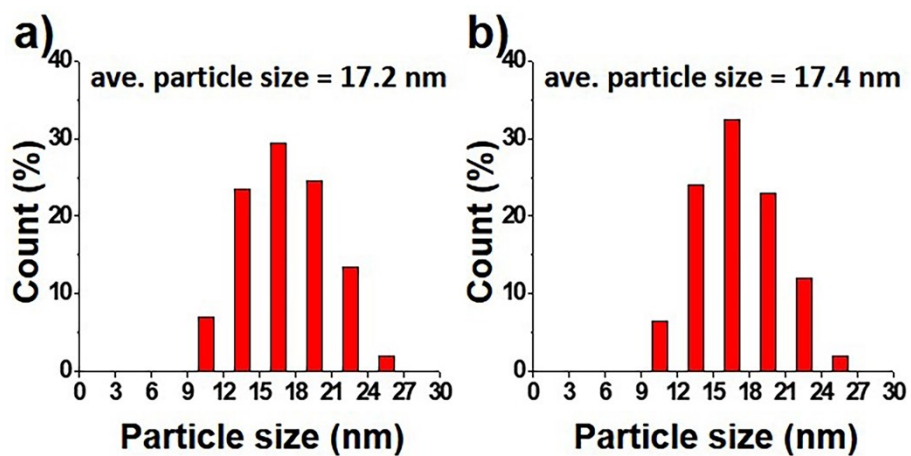 a)
ave. particle size = 17.2 nm
Count (%)
40
30
20
10
0
0 3 6 9 12 15 18 21 24 27 30
Particle size (nm)
b)
ave. particle size = 17.4 nm
Count (%)
40
30
20
10
0
0 3 6 9 12 15 18 21 24 27 30
Particle size (nm)